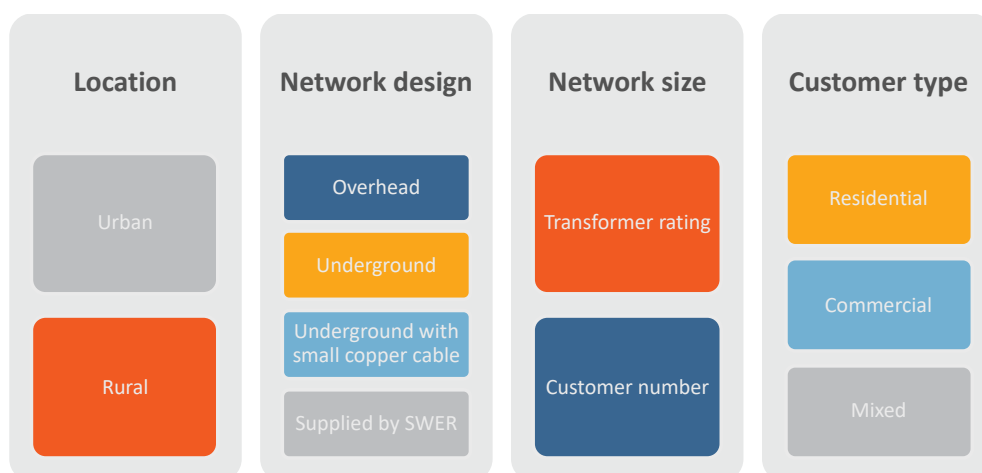 Location
Urban
Rural
Network design
Overhead
Underground
Underground with
small copper cable
Supplied by SWER
Network size
Transformer rating
Customer number
Customer type
Residential
Commercial
Mixed